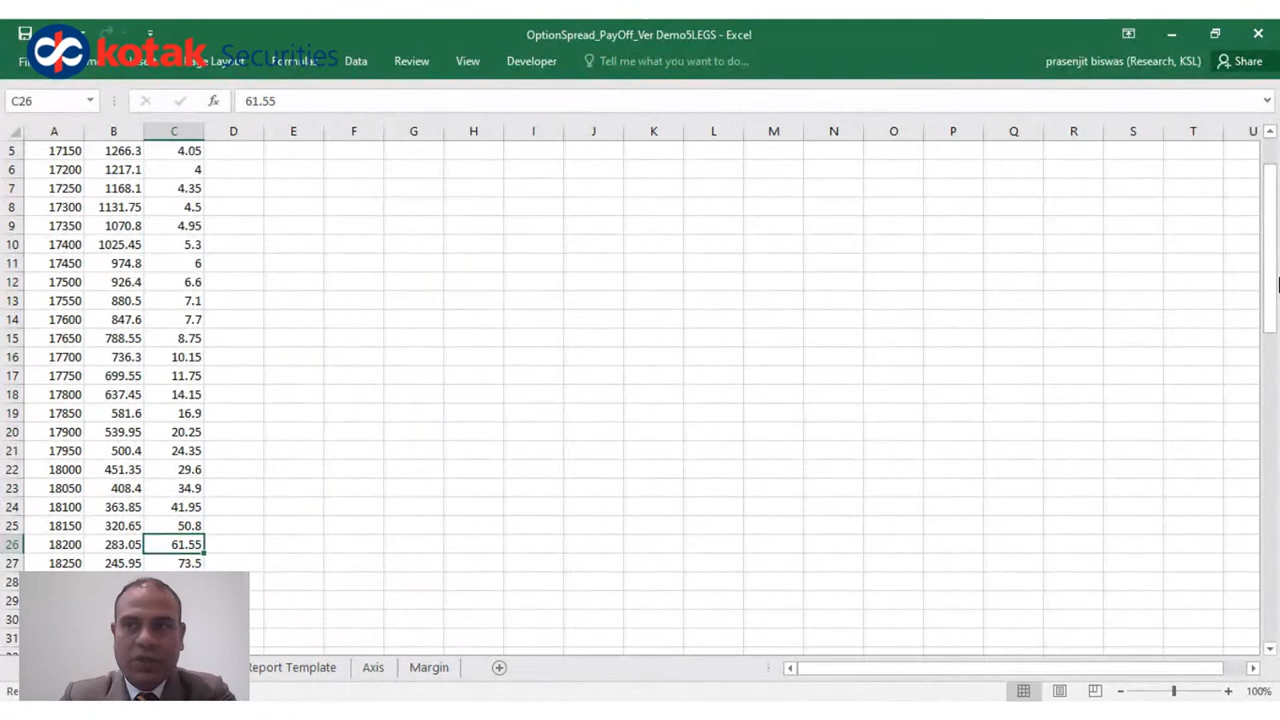 OptionSpread_PayOff_Ver Demo5LEGS - Excel
kotak Securities
Data Review View Developer Tell me what you want to do... prasenjit biswas (Research, KSL) Share
C26 fx 61.55
A B C D E F G H I J K L M N O P Q R S T U
5 17150 1266.3 4.05
6 17200 1217.1 4
7 17250 1168.1 4.35
8 17300 1131.75 4.5
9 17350 1070.8 4.95
10 17400 1025.45 5.3
11 17450 974.8 6
12 17500 926.4 6.6
13 17550 880.5 7.1
14 17600 847.6 7.7
15 17650 788.55 8.75
16 17700 736.3 10.15
17 17750 699.55 11.75
18 17800 637.45 14.15
19 17850 581.6 16.9
20 17900 539.95 20.25
21 17950 500.4 24.35
22 18000 451.35 29.6
23 18050 408.4 34.9
24 18100 363.85 41.95
25 18150 320.65 50.8
26 18200 283.05 61.55
27 18250 245.95 73.5
28
29
30
31
Report Template Axis Margin
100%